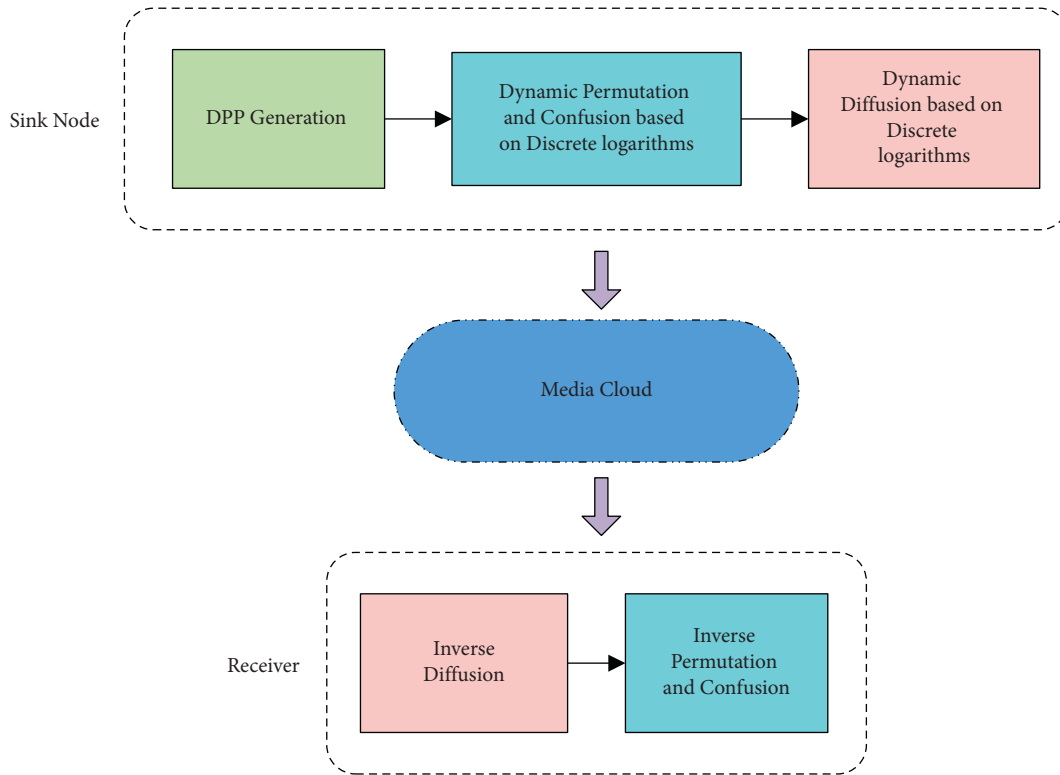 Sink Node
DPP Generation
Dynamic Permutation
and Confusion based
on Discrete logarithms
Dynamic
Diffusion based on
Discrete
logarithms
Media Cloud
Receiver
Inverse
Diffusion
Inverse
Permutation
and Confusion